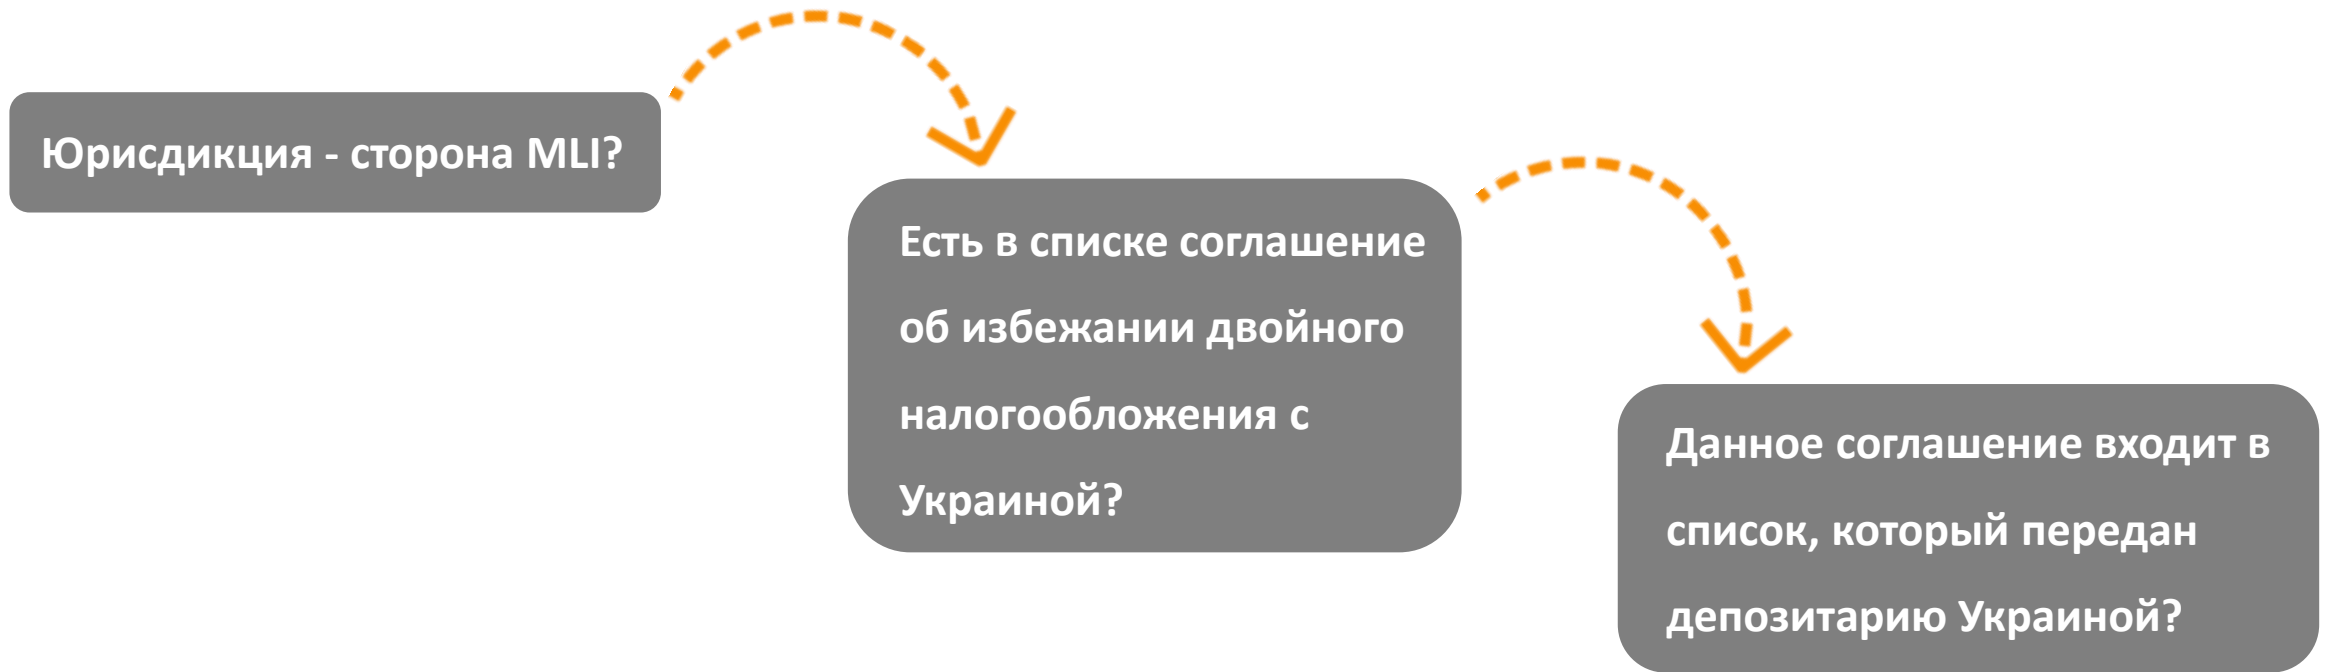 Юрисдикция - сторона MLI?
Есть в списке соглашение
об избежании двойного
налогообложения с
Украиной?
Данное соглашение входит в
список, который передан
депозитарию Украиной?